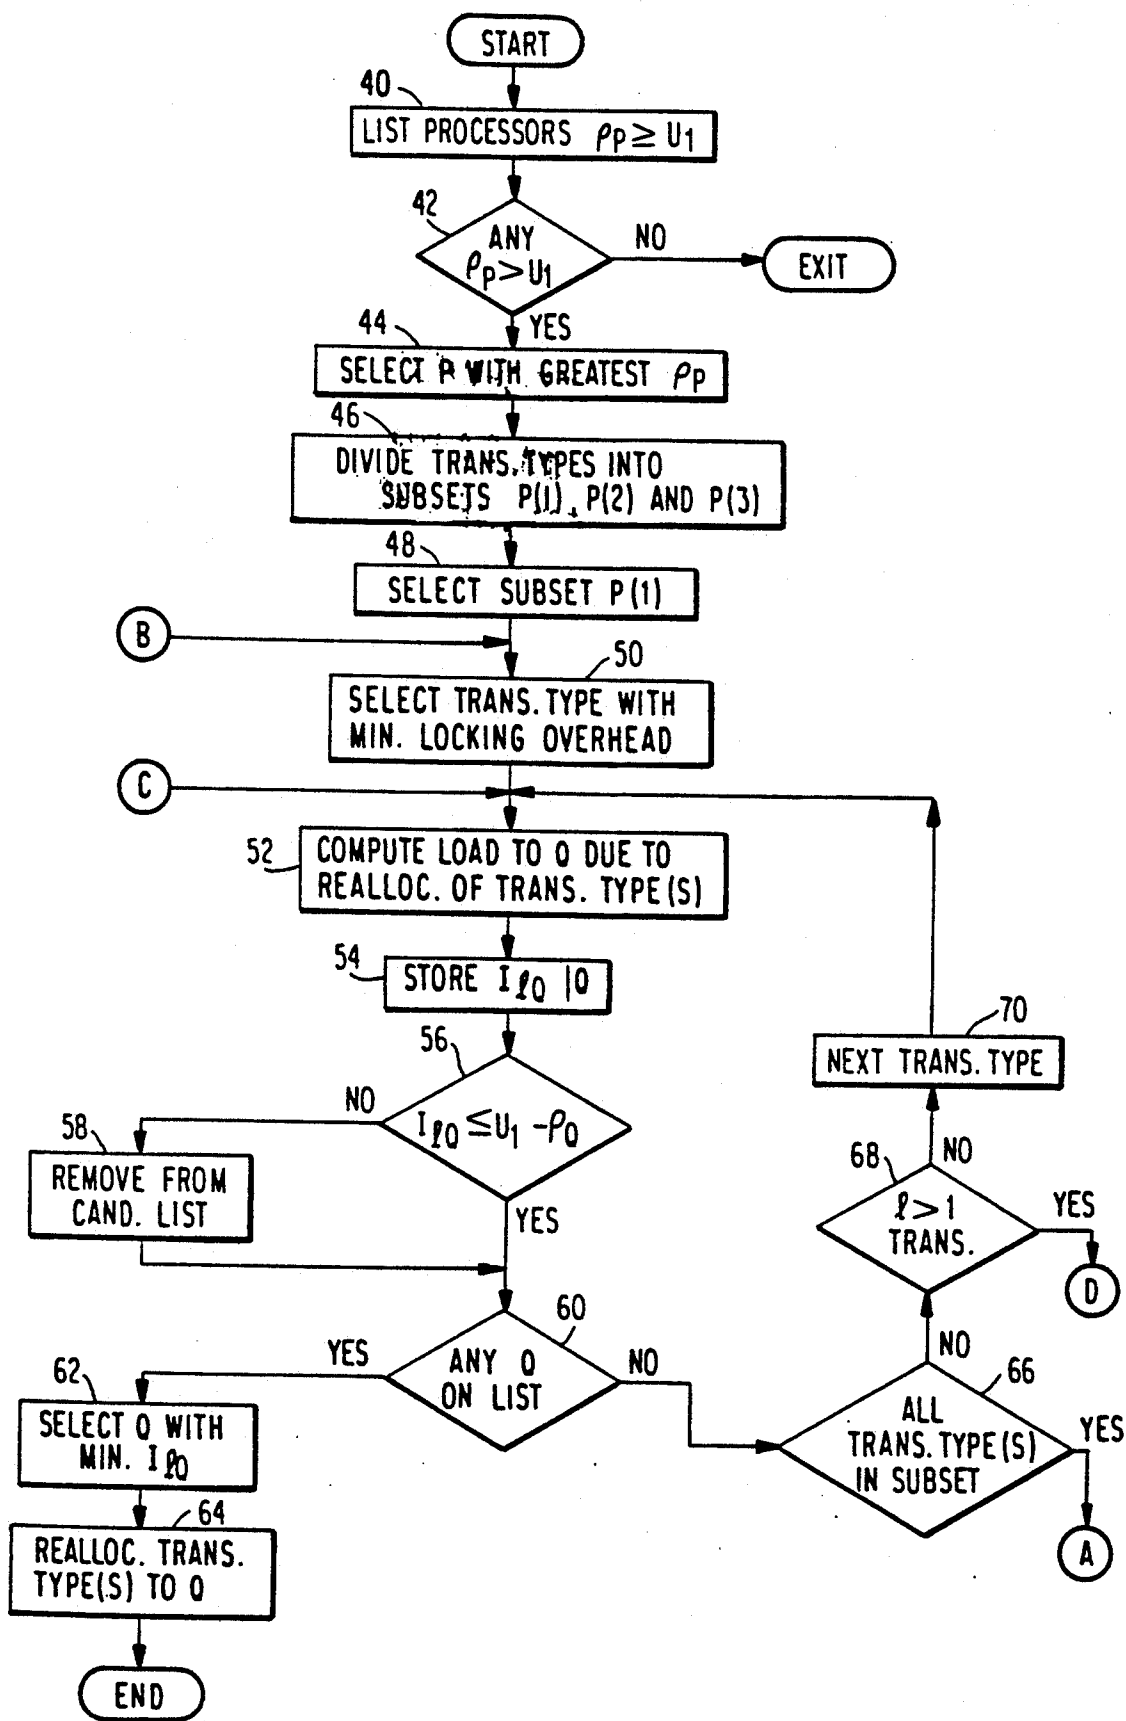 START
40
LIST PROCESSORS ρP ≥ U1
42
ANY
ρP > U1
NO
EXIT
YES
44
SELECT P WITH GREATEST ρP
46
DIVIDE TRANS. TYPES INTO
SUBSETS P(1), P(2) AND P(3)
48
SELECT SUBSET P(1)
B
50
SELECT TRANS. TYPE WITH
MIN. LOCKING OVERHEAD
C
52
COMPUTE LOAD TO Q DUE TO
REALLOC. OF TRANS. TYPE(S)
54
STORE IℓQ |Q
56
IℓQ ≤ U1 - ρQ
NO
58
REMOVE FROM
CAND. LIST
YES
60
ANY Q
ON LIST
YES
NO
62
SELECT Q WITH
MIN. IℓQ
64
REALLOC. TRANS.
TYPE(S) TO Q
END
66
ALL
TRANS. TYPE(S)
IN SUBSET
YES
A
NO
68
ℓ > 1
TRANS.
YES
D
NO
70
NEXT TRANS. TYPE